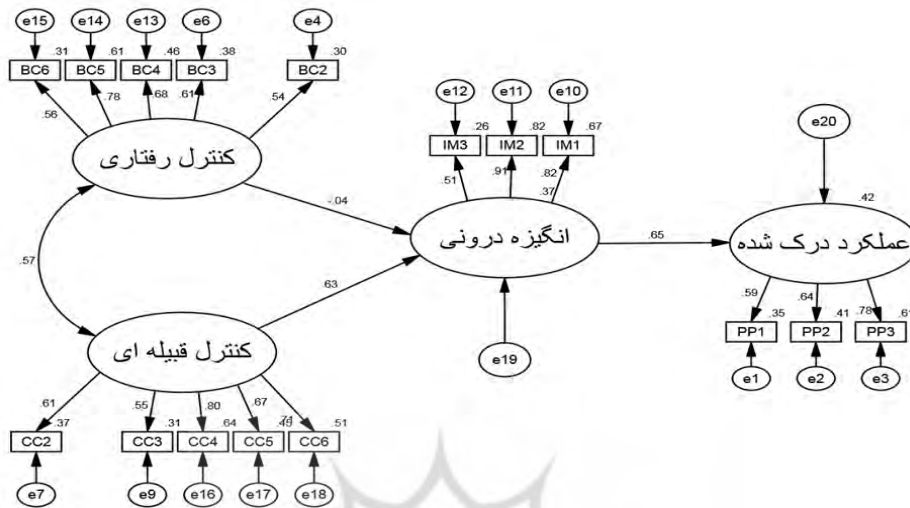 e15 e14 e13 e6 e4
.31 .61 .46 .38 .30
BC6 BC5 BC4 BC3 BC2
.56 .78 .68 .61 .54
کنترل رفتاری
e12 e11 e10
.26 .82 .67
IM3 IM2 IM1
.51 .91 .82
.37
انگیزه درونی
e19
-.04
.57
.63
.65
e20
.42
عملکرد درک شده
.59 .64 .78
.35 .41 .61
PP1 PP2 PP3
e1 e2 e3
کنترل قبیله ای
.61 .55 .80 .67 .71
.37 .31 .64 .45 .51
CC2 CC3 CC4 CC5 CC6
e7 e9 e16 e17 e18